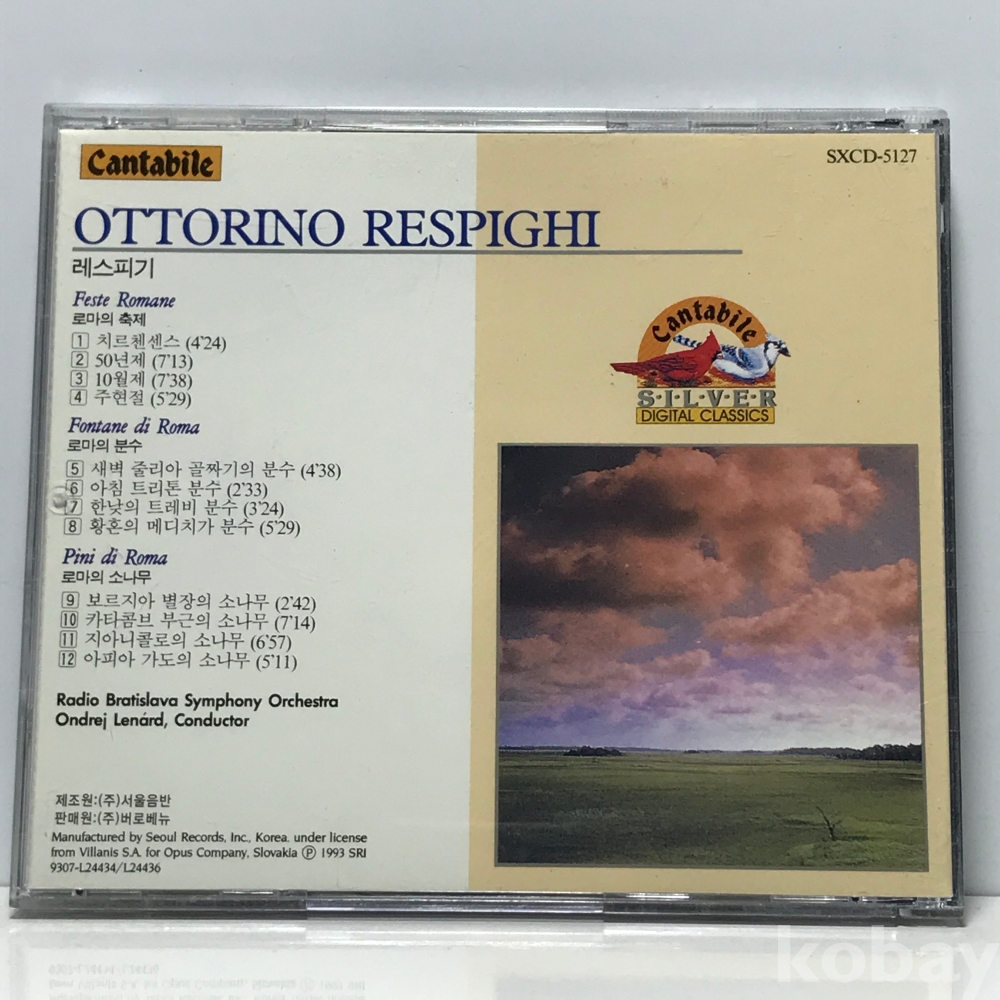 Cantabile
SXCD-5127
OTTORINO RESPIGHI
레스피기
Feste Romane
로마의 축제
1 치르첸센스 (4'24)
2 50년제 (7'13)
3 10월제 (7'38)
4 주현절 (5'29)
Fontane di Roma
로마의 분수
5 새벽 줄리아 골짜기의 분수 (4'38)
6 아침 트리톤 분수 (2'33)
7 한낮의 트레비 분수 (3'24)
8 황혼의 메디치가 분수 (5'29)
Pini di Roma
로마의 소나무
9 보르지아 별장의 소나무 (2'42)
10 카타콤브 부근의 소나무 (7'14)
11 지아니콜로의 소나무 (6'57)
12 아피아 가도의 소나무 (5'11)
Radio Bratislava Symphony Orchestra
Ondrej Lenárd, Conductor
제조원:(주)서울음반
판매원:(주)버로베뉴
Manufactured by Seoul Records, Inc., Korea. under license
from Villanis S.A. for Opus Company, Slovakia Ⓟ 1993 SRI
9307-L24434/L24436
Cantabile
S·I·L·V·E·R
DIGITAL CLASSICS
kobay